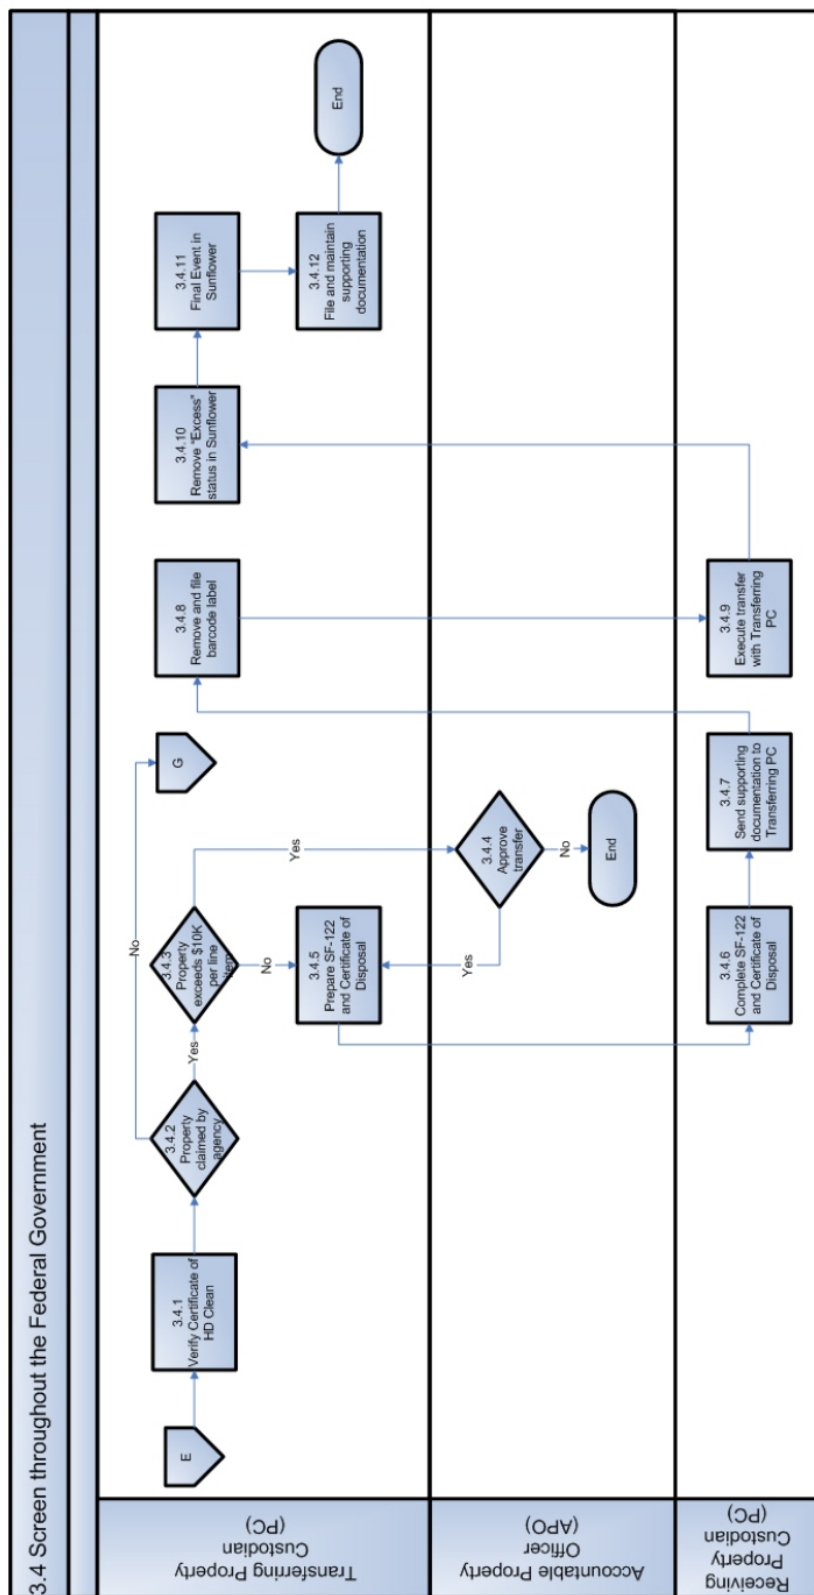 3.4 Screen throughout the Federal Government
Transferring Property
Custodian
(PC)
E
3.4.1
Verify Certificate of
HD Clean
3.4.2
Property
claimed by
agency
No
Yes
3.4.3
Property
exceeds $10K
per line
item
No
Yes
G
3.4.5
Prepare SF-122
and Certificate of
Disposal
3.4.8
Remove and file
barcode label
3.4.10
Remove "Excess"
status in Sunflower
3.4.11
Final Event in
Sunflower
3.4.12
File and maintain
supporting
documentation
End
Accountable Property
Officer
(APO)
Yes
3.4.4
Approve
transfer
No
End
Receiving
Property
Custodian
(PC)
3.4.6
Complete SF-122
and Certificate of
Disposal
3.4.7
Send supporting
documentation to
Transferring PC
3.4.9
Execute transfer
with Transferring
PC